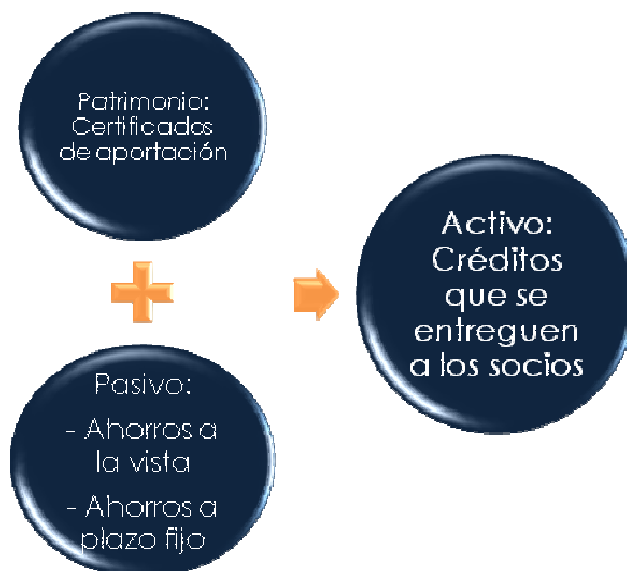 Patrimonio:
Certificados
de aportación
+
Pasivo:
- Ahorros a
la vista
- Ahorros a
plazo fijo
Activo:
Créditos
que se
entreguen
a los socios